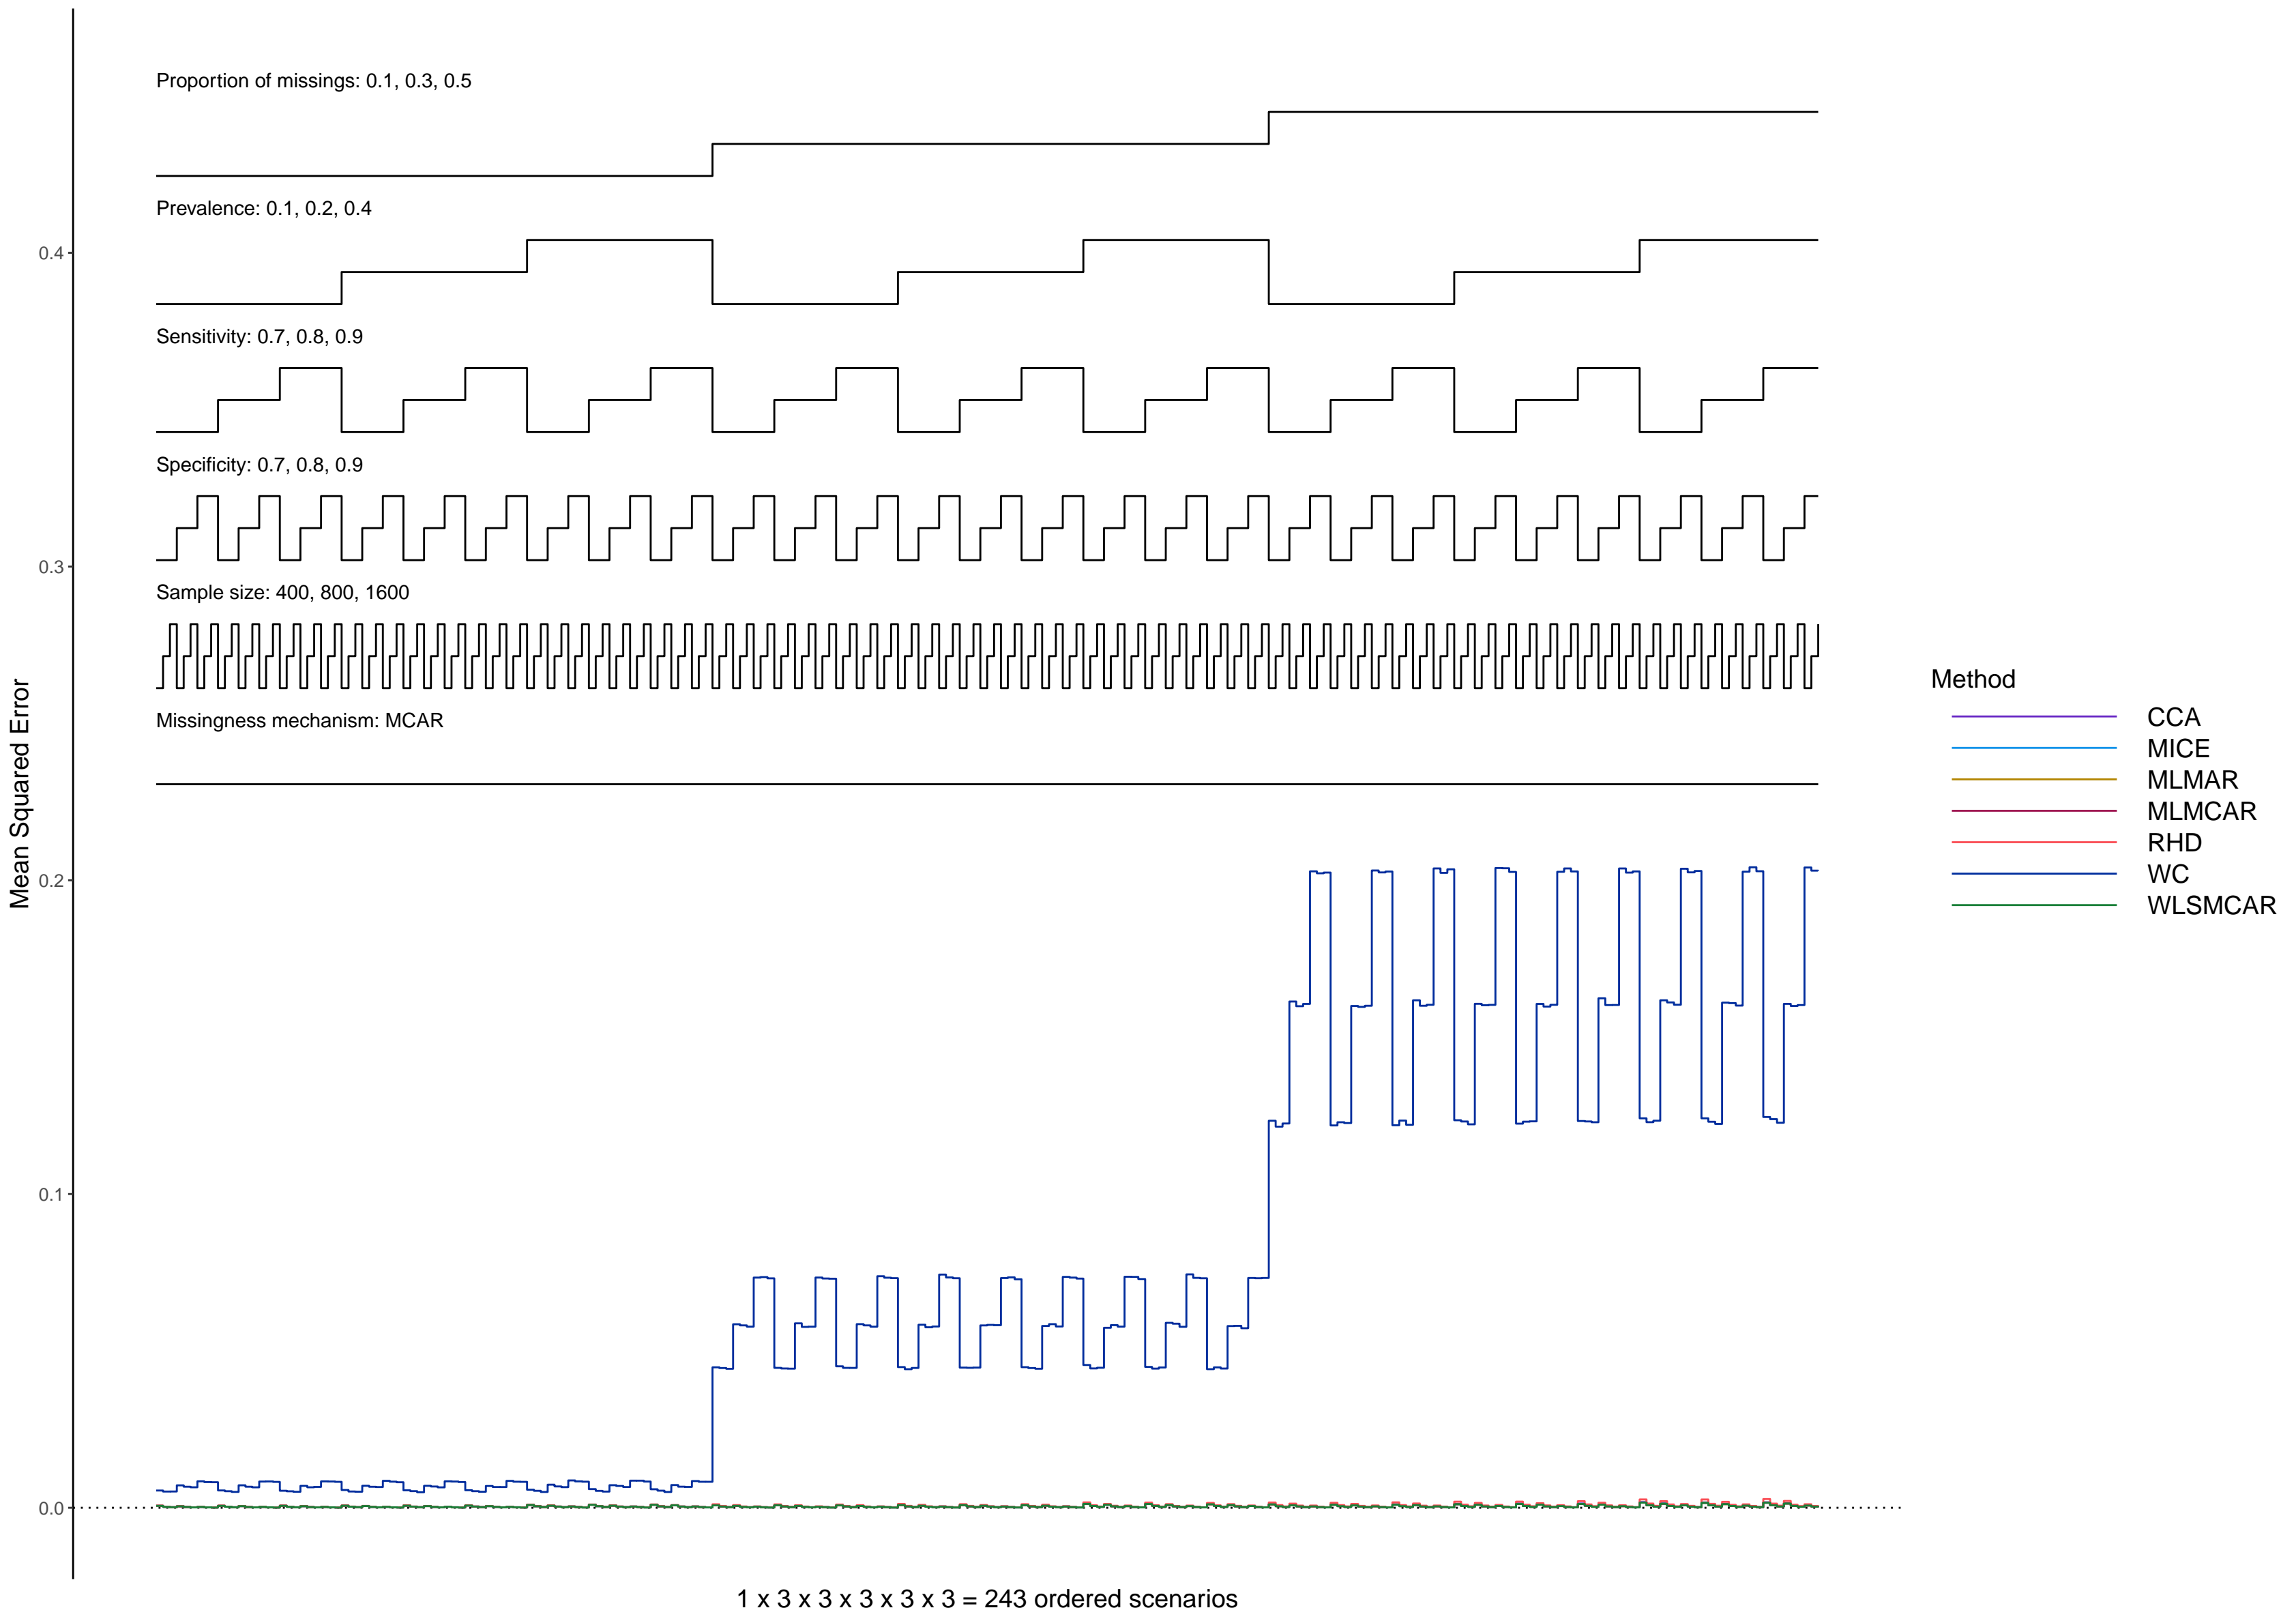 Proportion of missings: 0.1, 0.3, 0.5
Prevalence: 0.1, 0.2, 0.4
0.4
Sensitivity: 0.7, 0.8, 0.9
Specificity: 0.7, 0.8, 0.9
0.3
Sample size: 400, 800, 1600
Missingness mechanism: MCAR
Mean Squared Error
0.2
0.1
0.0
1 x 3 x 3 x 3 x 3 x 3 = 243 ordered scenarios
Method
CCA
MICE
MLMAR
MLMCAR
RHD
WC
WLSMCAR